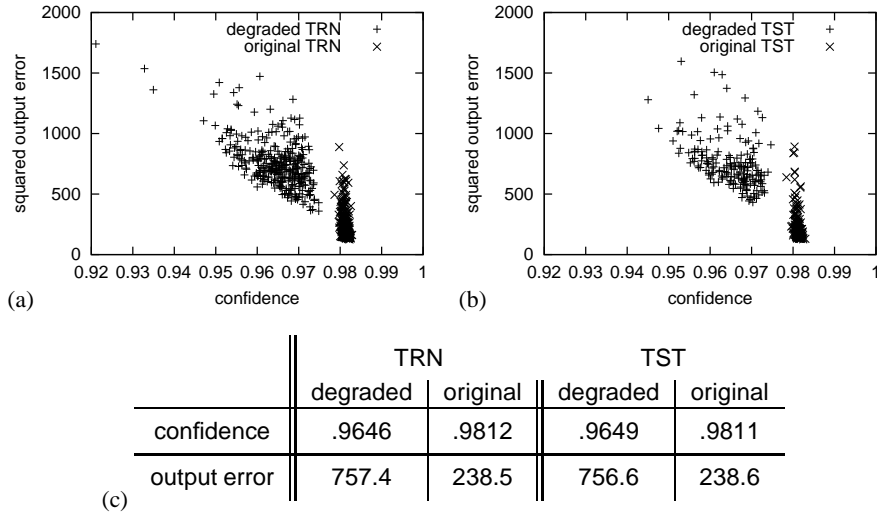 2000
1500
1000
500
0
squared output error
degraded TRN +
original TRN ×
0.92 0.93 0.94 0.95 0.96 0.97 0.98 0.99 1
confidence
(a)
2000
1500
1000
500
0
squared output error
degraded TST +
original TST ×
0.92 0.93 0.94 0.95 0.96 0.97 0.98 0.99 1
confidence
(b)
TRN TST
degraded original degraded original
confidence .9646 .9812 .9649 .9811
output error 757.4 238.5 756.6 238.6
(c)